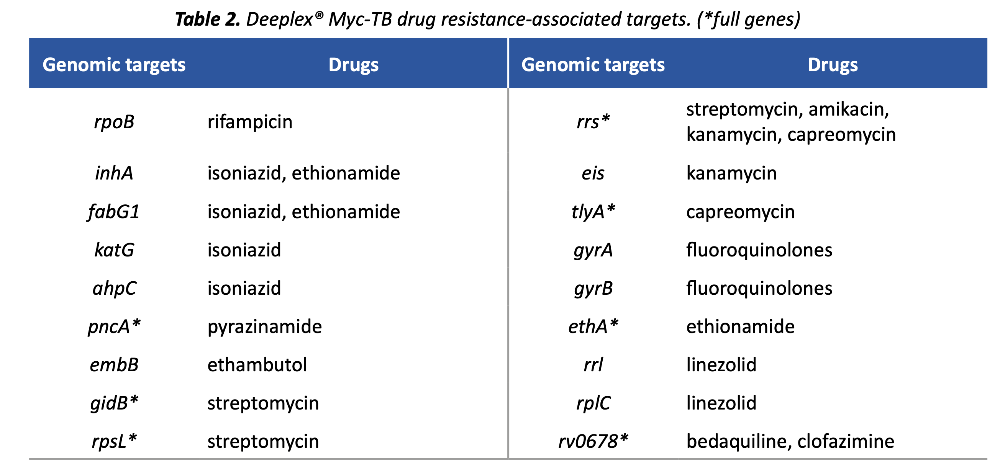 Table 2. Deeplex® Myc-TB drug resistance-associated targets. (*full genes)
Genomic targets Drugs Genomic targets Drugs
rpoB rifampicin rrs* streptomycin, amikacin,
kanamycin, capreomycin
inhA isoniazid, ethionamide eis kanamycin
fabG1 isoniazid, ethionamide tlyA* capreomycin
katG isoniazid gyrA fluoroquinolones
ahpC isoniazid gyrB fluoroquinolones
pncA* pyrazinamide ethA* ethionamide
embB ethambutol rrl linezolid
gidB* streptomycin rplC linezolid
rpsL* streptomycin rv0678* bedaquiline, clofazimine